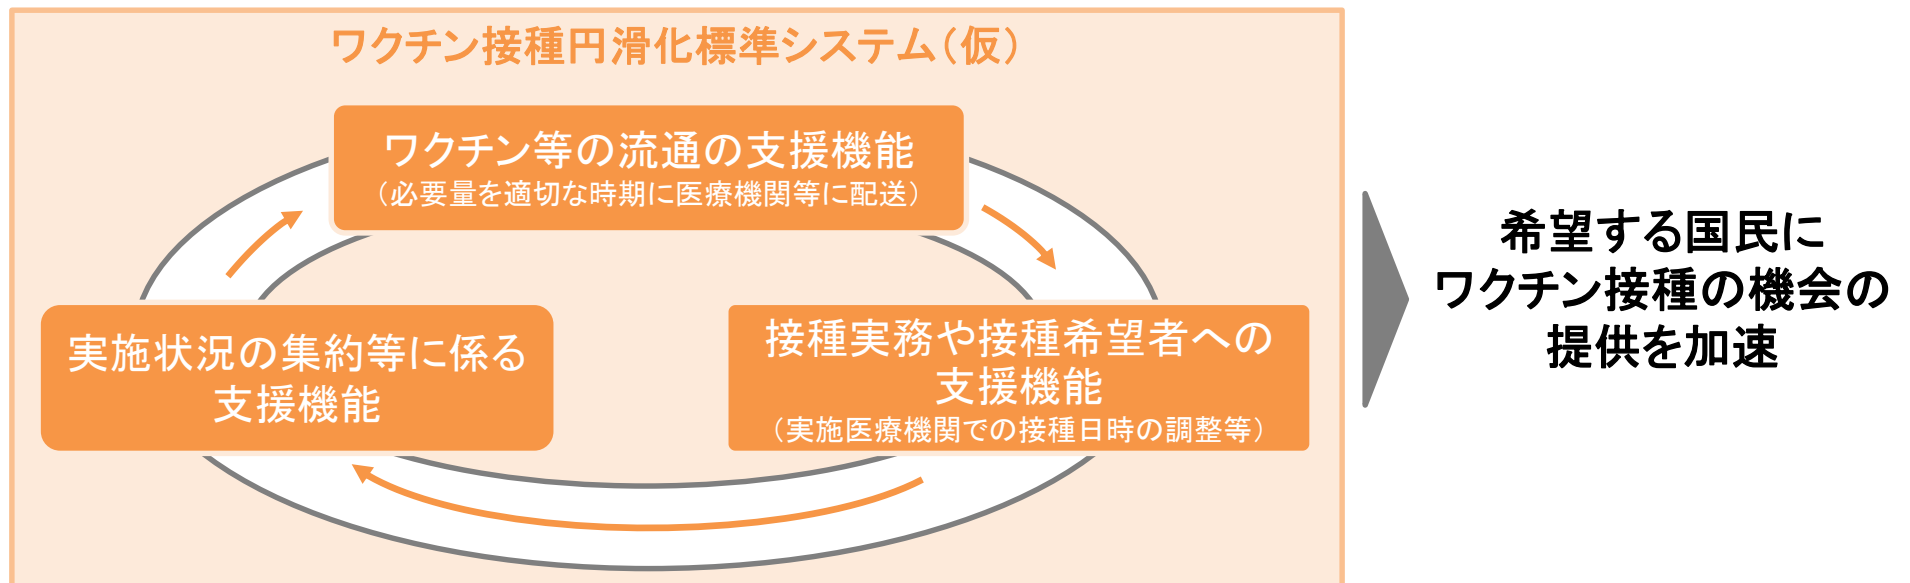 ワクチン接種円滑化標準システム（仮）
ワクチン等の流通の支援機能
（必要量を適切な時期に医療機関等に配送）
実施状況の集約等に係る
支援機能
接種実務や接種希望者への
支援機能
（実施医療機関での接種日時の調整等）
希望する国民に
ワクチン接種の機会の
提供を加速